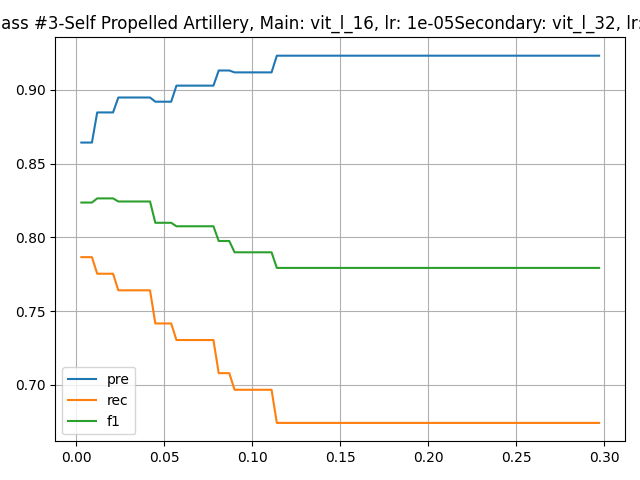 ass #3-Self Propelled Artillery, Main: vit_l_16, lr: 1e-05Secondary: vit_l_32, lr:
0.90
0.85
0.80
0.75
0.70
pre
rec
f1
0.00 0.05 0.10 0.15 0.20 0.25 0.30